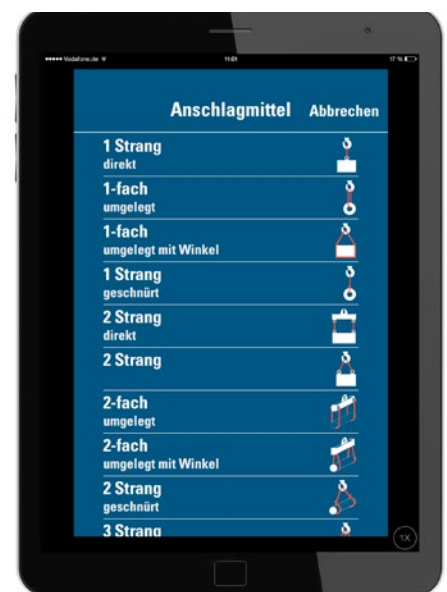 Vodafone.de 11:01 17 %
Anschlagmittel Abbrechen
1 Strang
direkt
1-fach
umgelegt
1-fach
umgelegt mit Winkel
1 Strang
geschnürt
2 Strang
direkt
2 Strang
2-fach
umgelegt
2-fach
umgelegt mit Winkel
2 Strang
geschnürt
3 Strang
1X